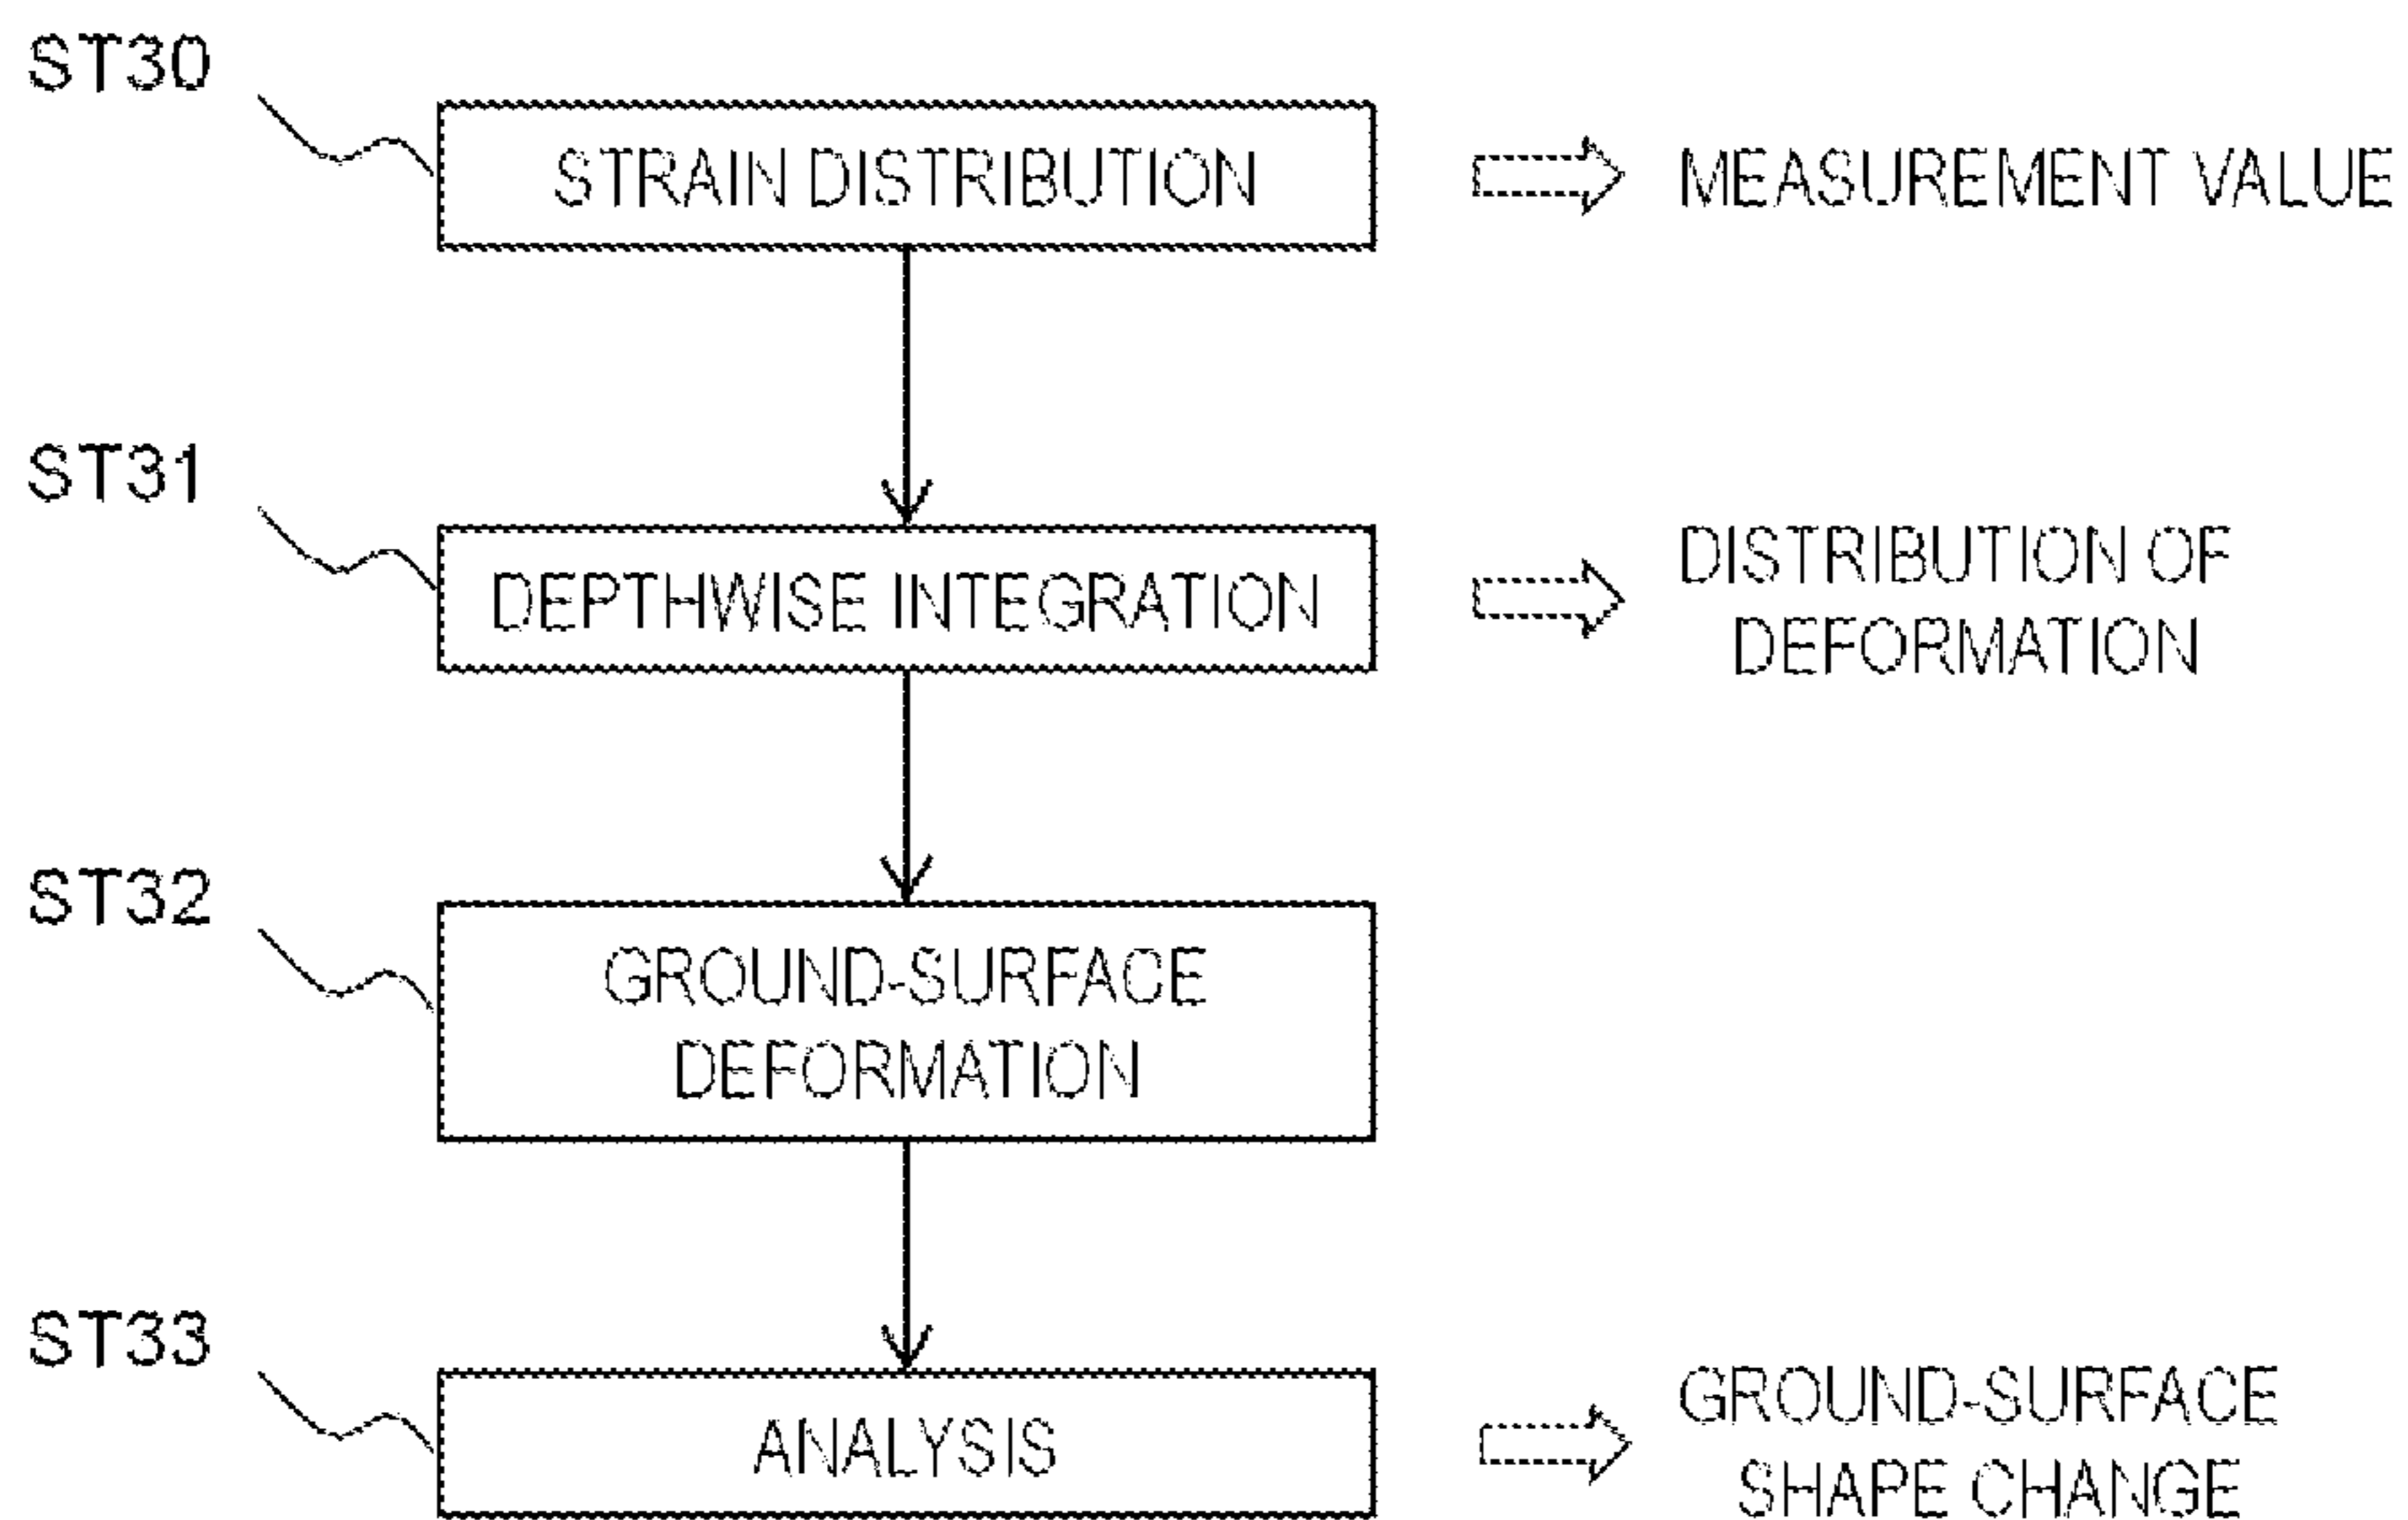 ST30
STRAIN DISTRIBUTION
MEASUREMENT VALUE
ST31
DEPTHWISE INTEGRATION
DISTRIBUTION OF
DEFORMATION
ST32
GROUND-SURFACE
DEFORMATION
ST33
ANALYSIS
GROUND-SURFACE
SHAPE CHANGE